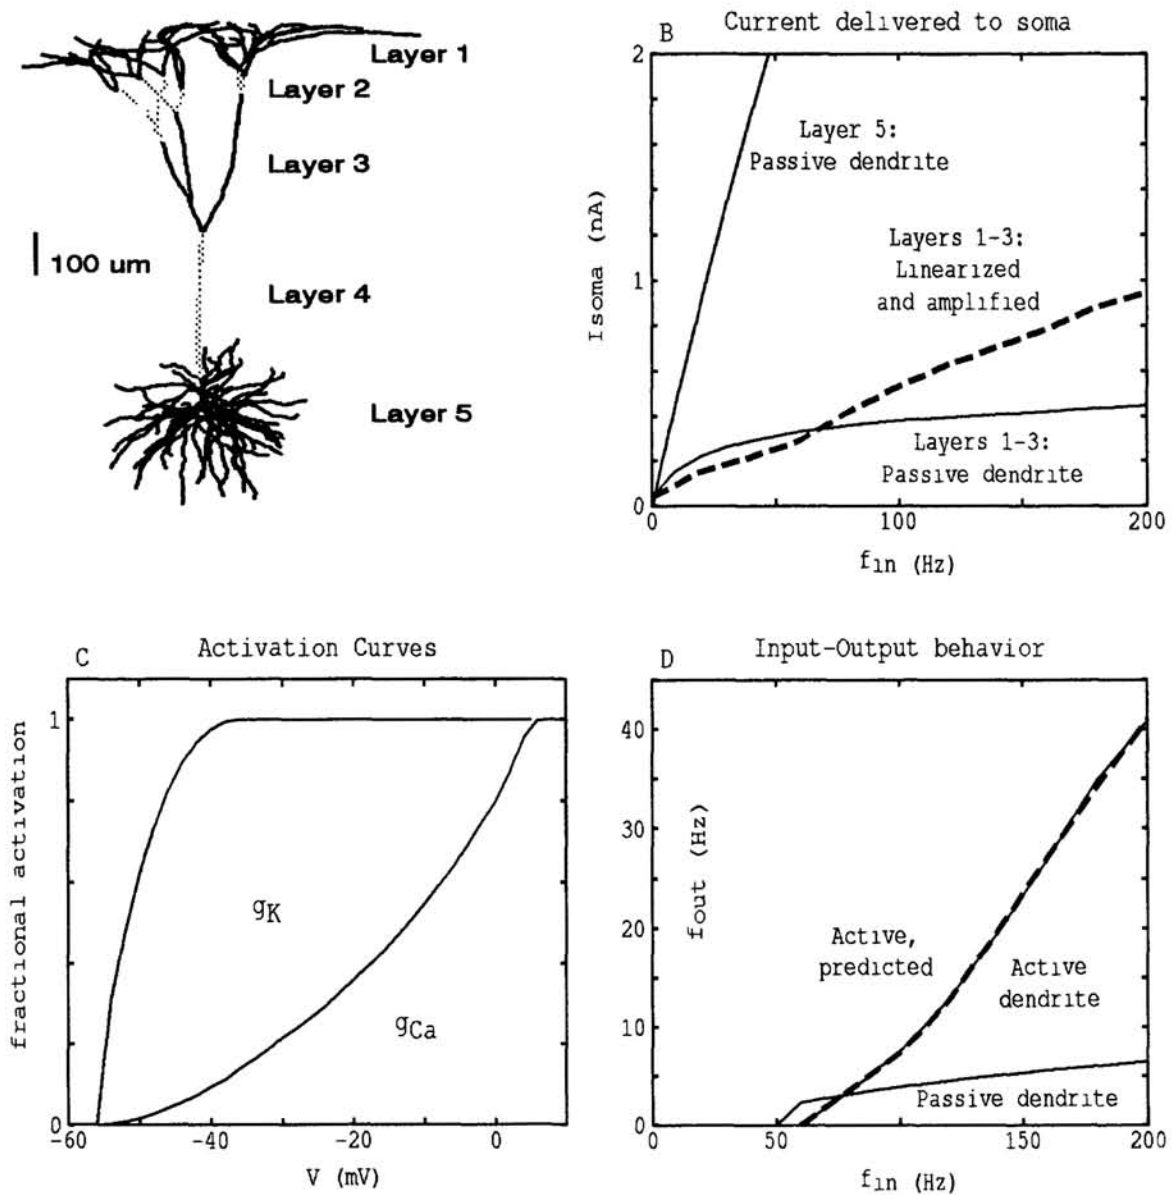 Layer 1
Layer 2
Layer 3
100 um
Layer 4
Layer 5
B
Current delivered to soma
2
1
0
Isoma (nA)
Layer 5:
Passive dendrite
Layers 1-3:
Linearized
and amplified
Layers 1-3:
Passive dendrite
0
100
200
fin (Hz)
C
Activation Curves
1
0
fractional activation
gK
gCa
-60
-40
-20
0
V (mV)
D
Input-Output behavior
40
30
20
10
0
fout (Hz)
Active,
predicted
Active
dendrite
Passive dendrite
0
50
150
200
fin (Hz)